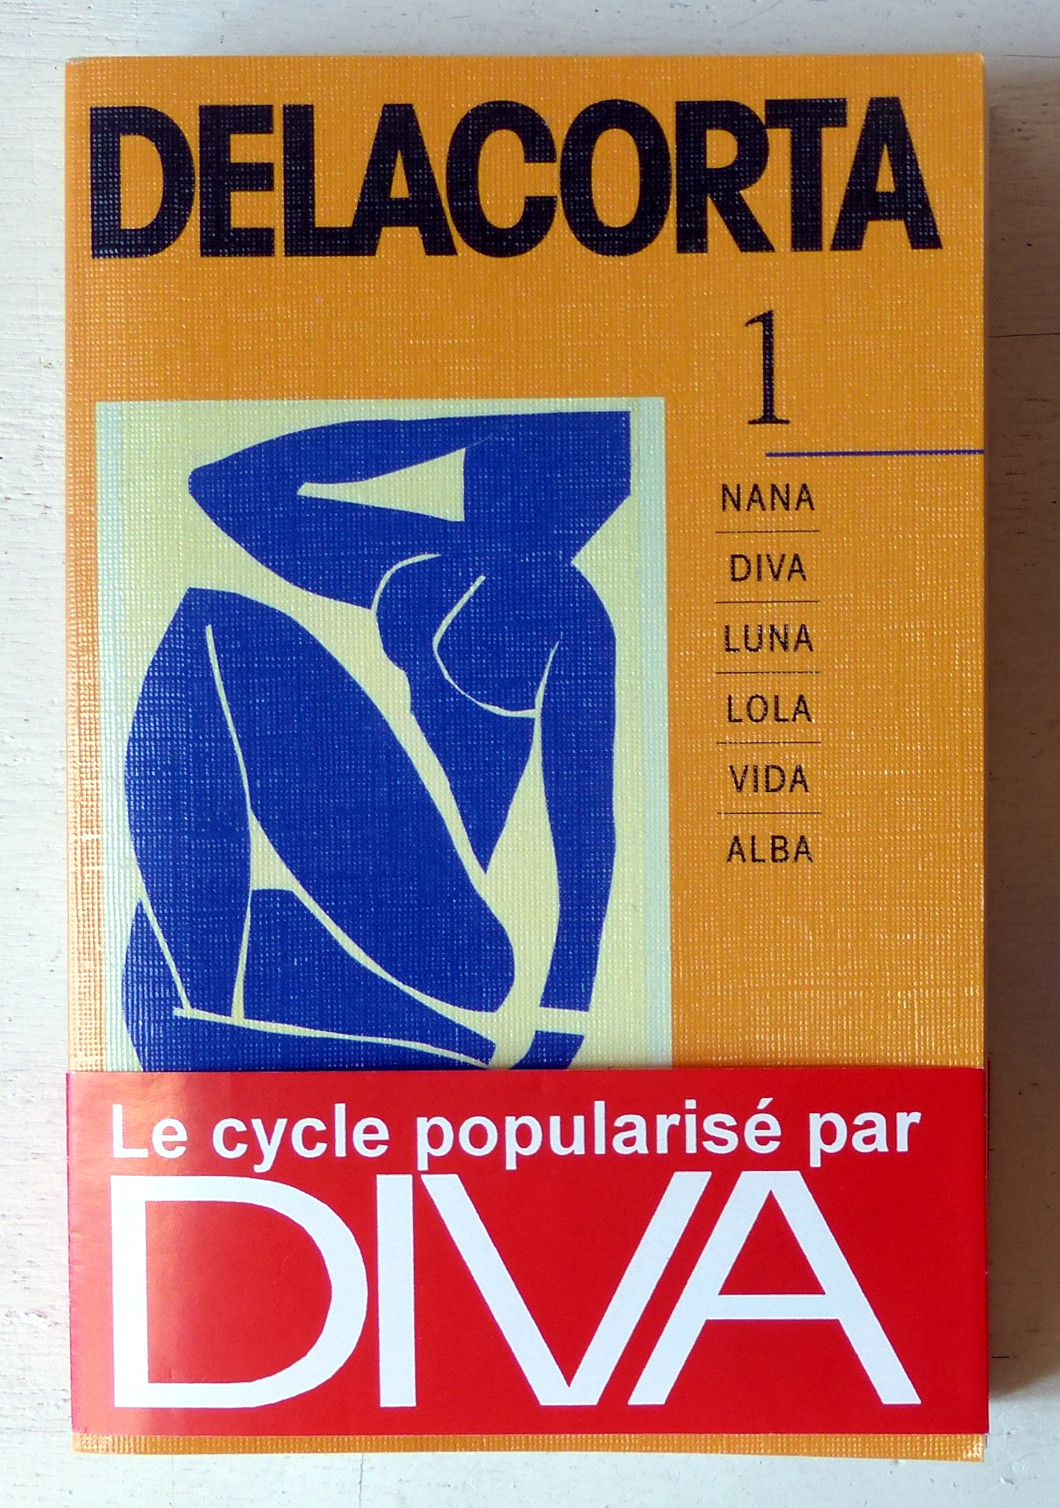 DELACORTA
1
NANA
DIVA
LUNA
LOLA
VIDA
ALBA
Le cycle popularisé par
DIVA